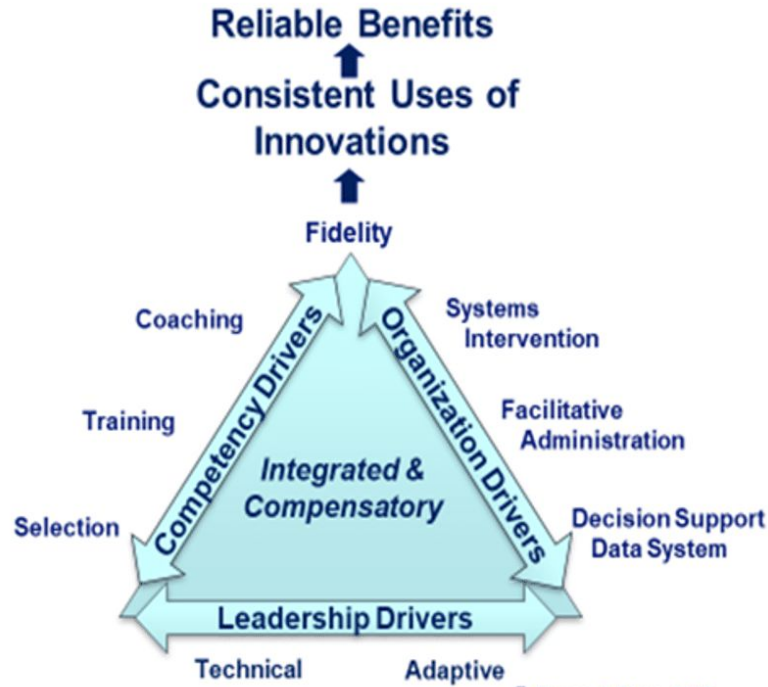 Reliable Benefits
Consistent Uses of
Innovations
Fidelity
Coaching
Training
Selection
Competency Drivers
Organization Drivers
Systems
Intervention
Facilitative
Administration
Decision Support
Data System
Integrated &
Compensatory
Leadership Drivers
Technical
Adaptive